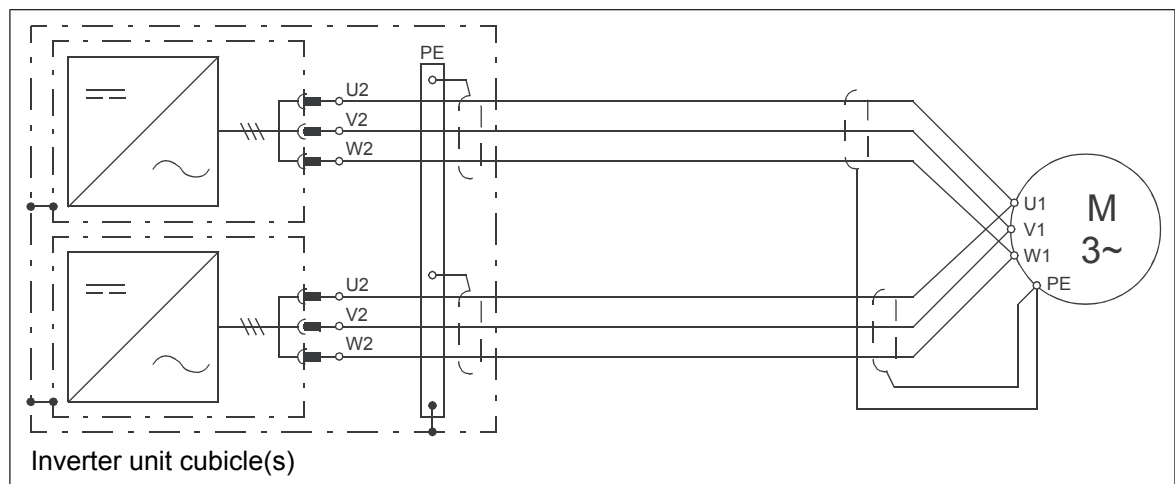 PE
U2
V2
W2
U1
V1
W1
PE
M
3~
U2
V2
W2
Inverter unit cubicle(s)